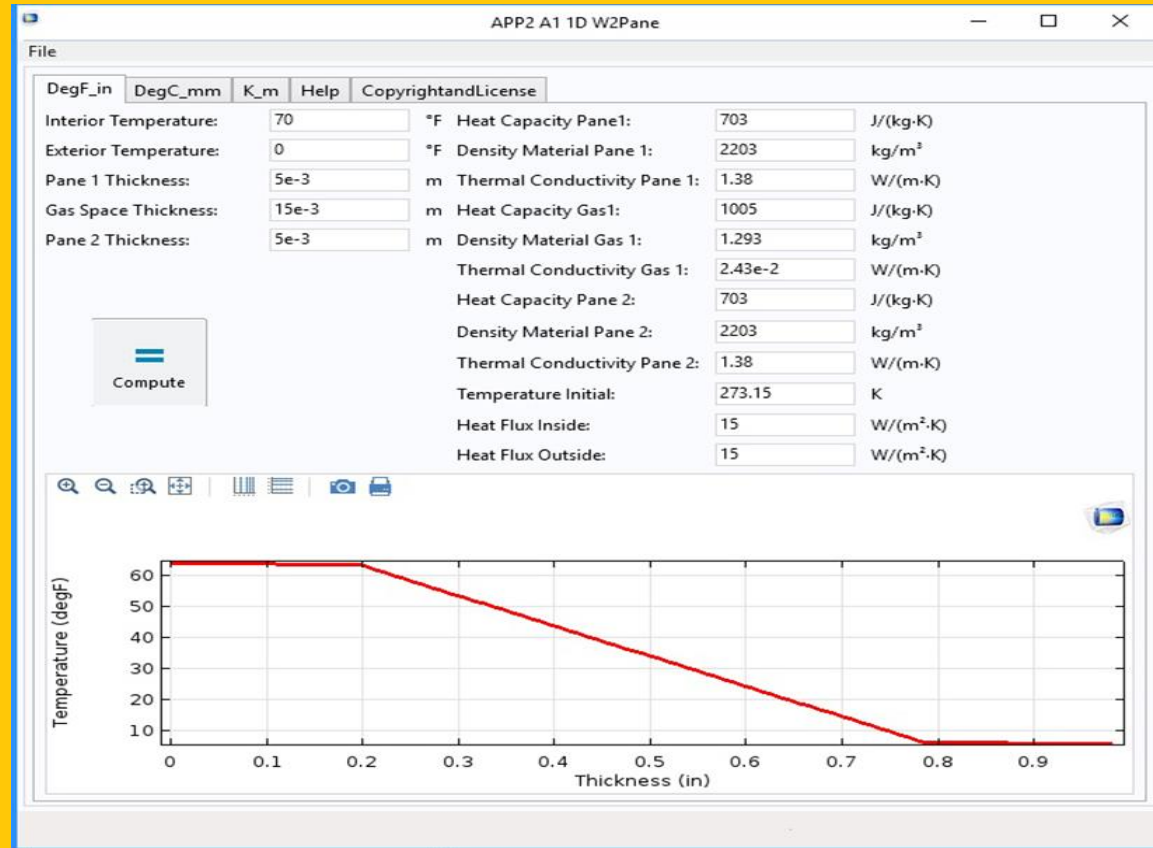 APP2 A1 1D W2Pane
File
DegF_in DegC_mm K_m Help CopyrightandLicense
Interior Temperature: 70 °F Heat Capacity Pane1: 703 J/(kg·K)
Exterior Temperature: 0 °F Density Material Pane 1: 2203 kg/m³
Pane 1 Thickness: 5e-3 m Thermal Conductivity Pane 1: 1.38 W/(m·K)
Gas Space Thickness: 15e-3 m Heat Capacity Gas1: 1005 J/(kg·K)
Pane 2 Thickness: 5e-3 m Density Material Gas 1: 1.293 kg/m³
Thermal Conductivity Gas 1: 2.43e-2 W/(m·K)
Heat Capacity Pane 2: 703 J/(kg·K)
Density Material Pane 2: 2203 kg/m³
Thermal Conductivity Pane 2: 1.38 W/(m·K)
Compute
Temperature Initial: 273.15 K
Heat Flux Inside: 15 W/(m²·K)
Heat Flux Outside: 15 W/(m²·K)
Temperature (degF)
60
50
40
30
20
10
0 0.1 0.2 0.3 0.4 0.5 0.6 0.7 0.8 0.9
Thickness (in)